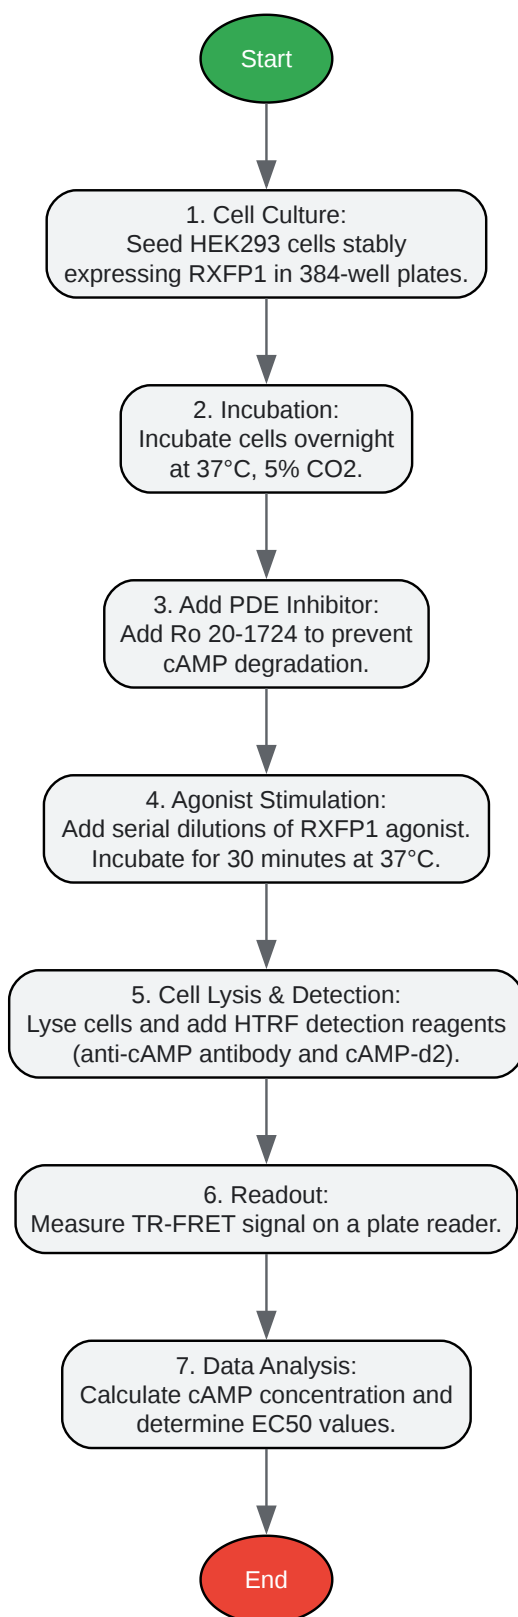 Start
1. Cell Culture:
Seed HEK293 cells stably
expressing RXFP1 in 384-well plates.
2. Incubation:
Incubate cells overnight
at 37°C, 5% CO2.
3. Add PDE Inhibitor:
Add Ro 20-1724 to prevent
cAMP degradation.
4. Agonist Stimulation:
Add serial dilutions of RXFP1 agonist.
Incubate for 30 minutes at 37°C.
5. Cell Lysis & Detection:
Lyse cells and add HTRF detection reagents
(anti-cAMP antibody and cAMP-d2).
6. Readout:
Measure TR-FRET signal on a plate reader.
7. Data Analysis:
Calculate cAMP concentration and
determine EC50 values.
End